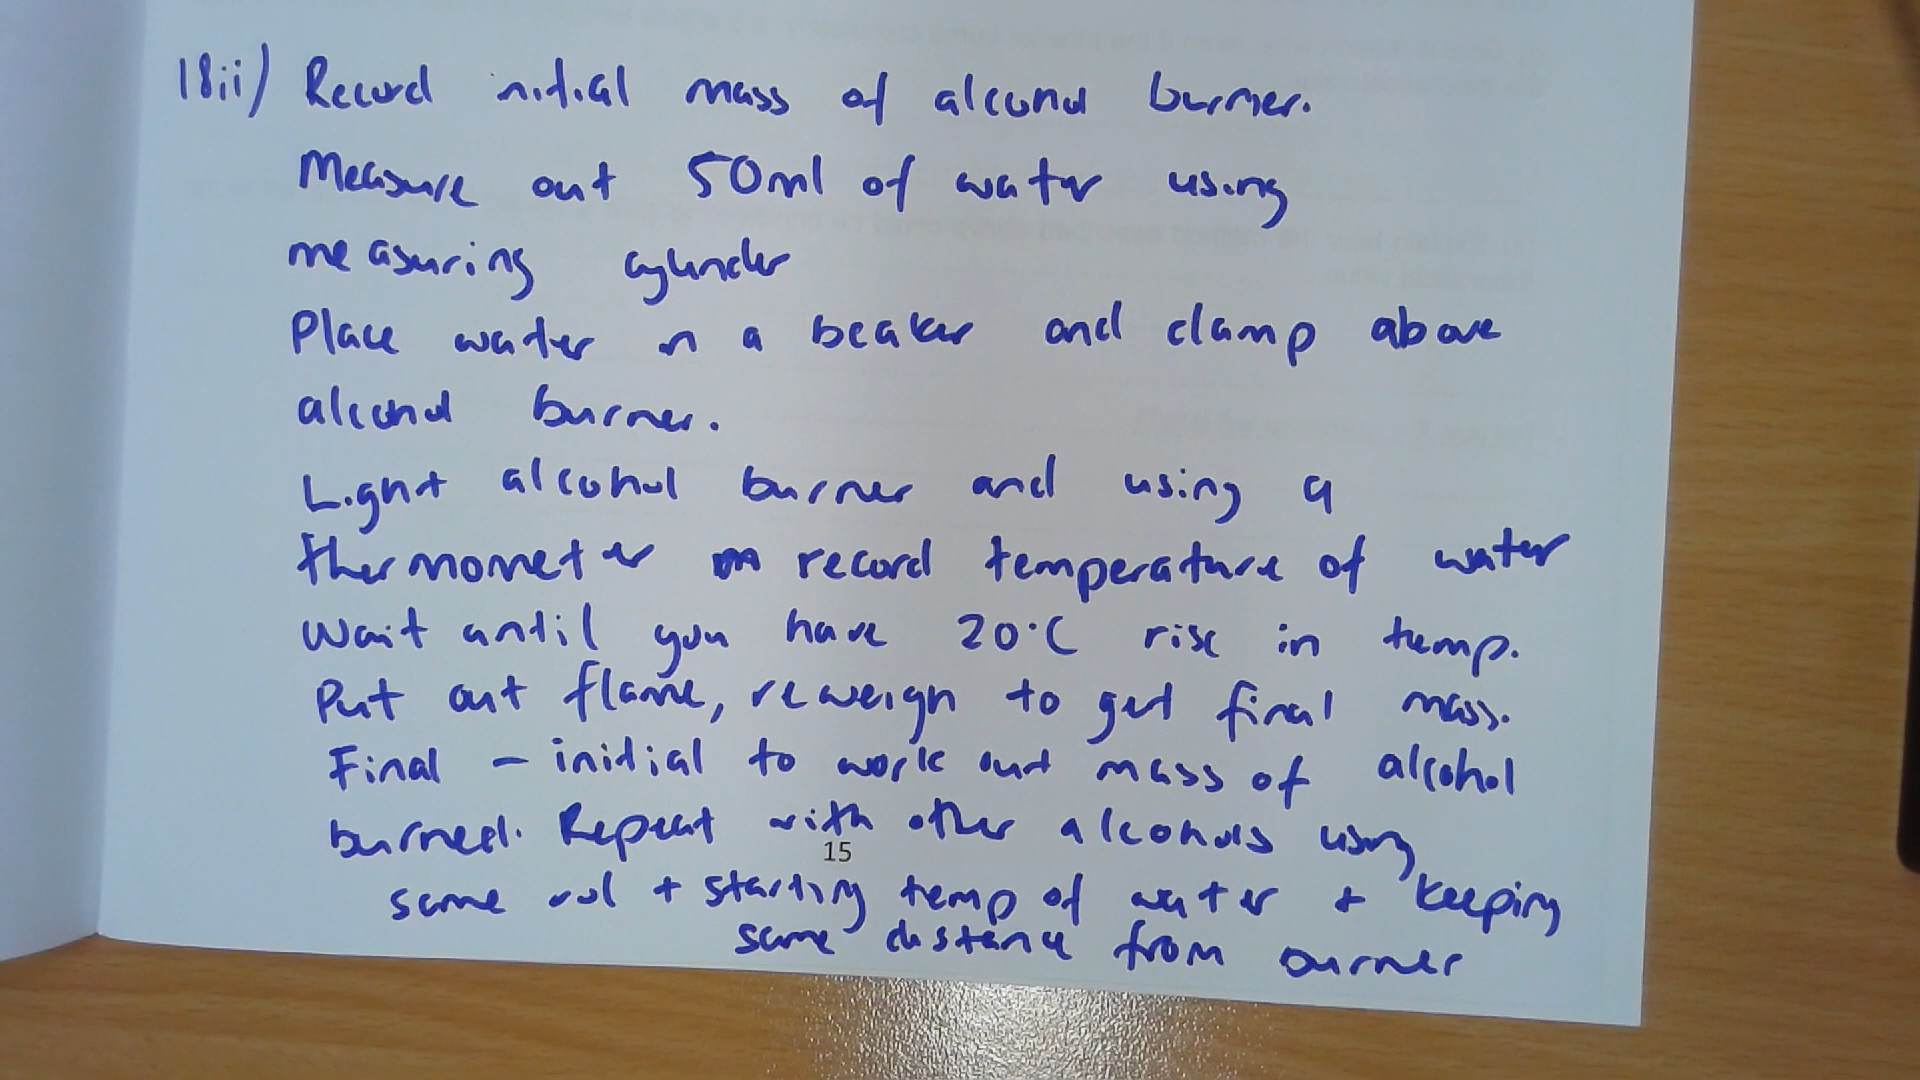 18ii) Record initial mass of alcohol burner.
Measure out 50ml of water using
measuring cylinder
Place water in a beaker and clamp above
alcohol burner.
Light alcohol burner and using a
thermometer record temperature of water
Wait until you have 20°C rise in temp.
Put out flame, reweigh to get final mass.
Final - initial to work out mass of alcohol
burned. Repeat with other alcohols using
15
same vol + starting temp of water + keeping
same distance from burner